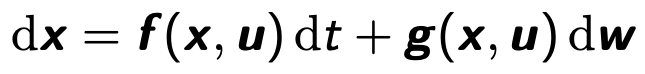 dx = f(x, u) dt + g(x, u) dw